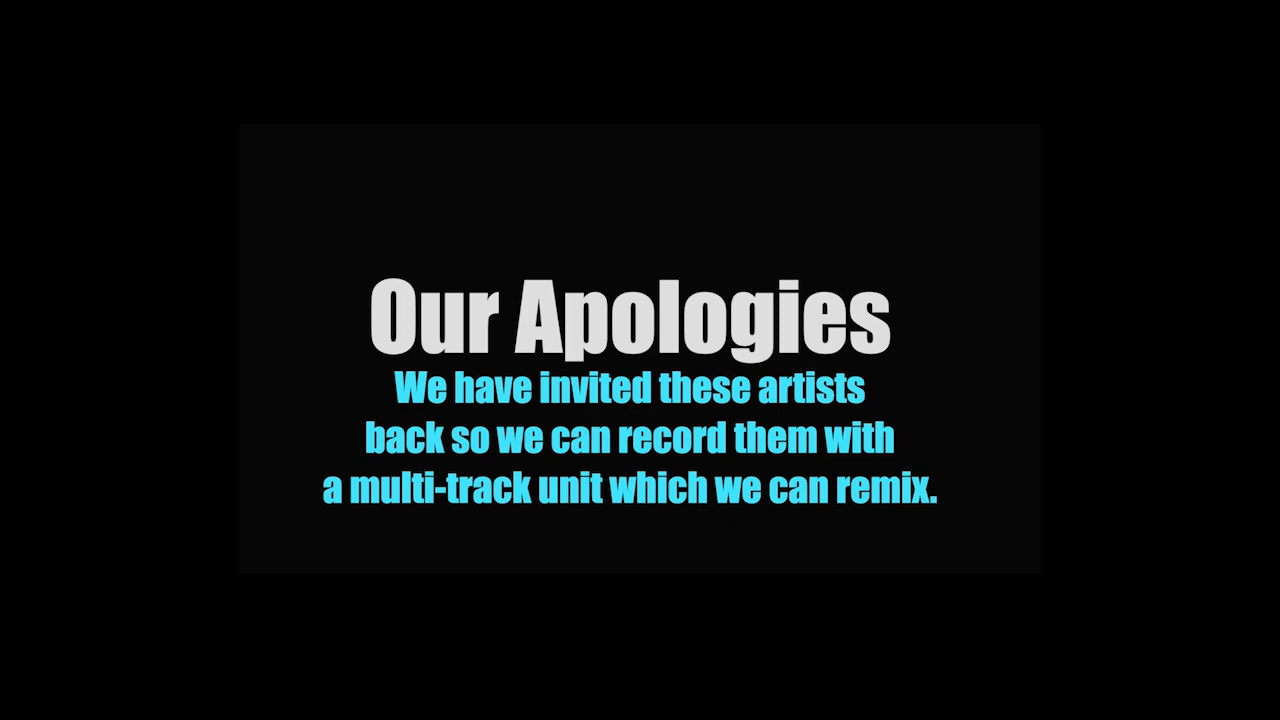 Our Apologies
We have invited these artists
back so we can record them with
a multi-track unit which we can remix.